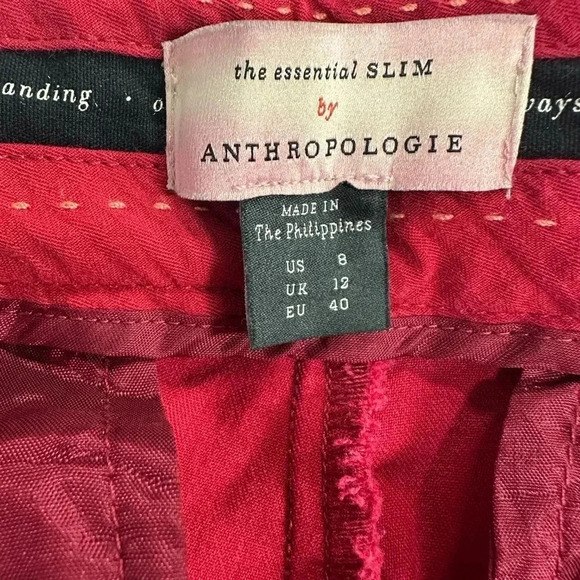 the essential SLIM
by
ANTHROPOLOGIE
anding • o
ways
MADE IN
The Philippines
US 8
UK 12
EU 40